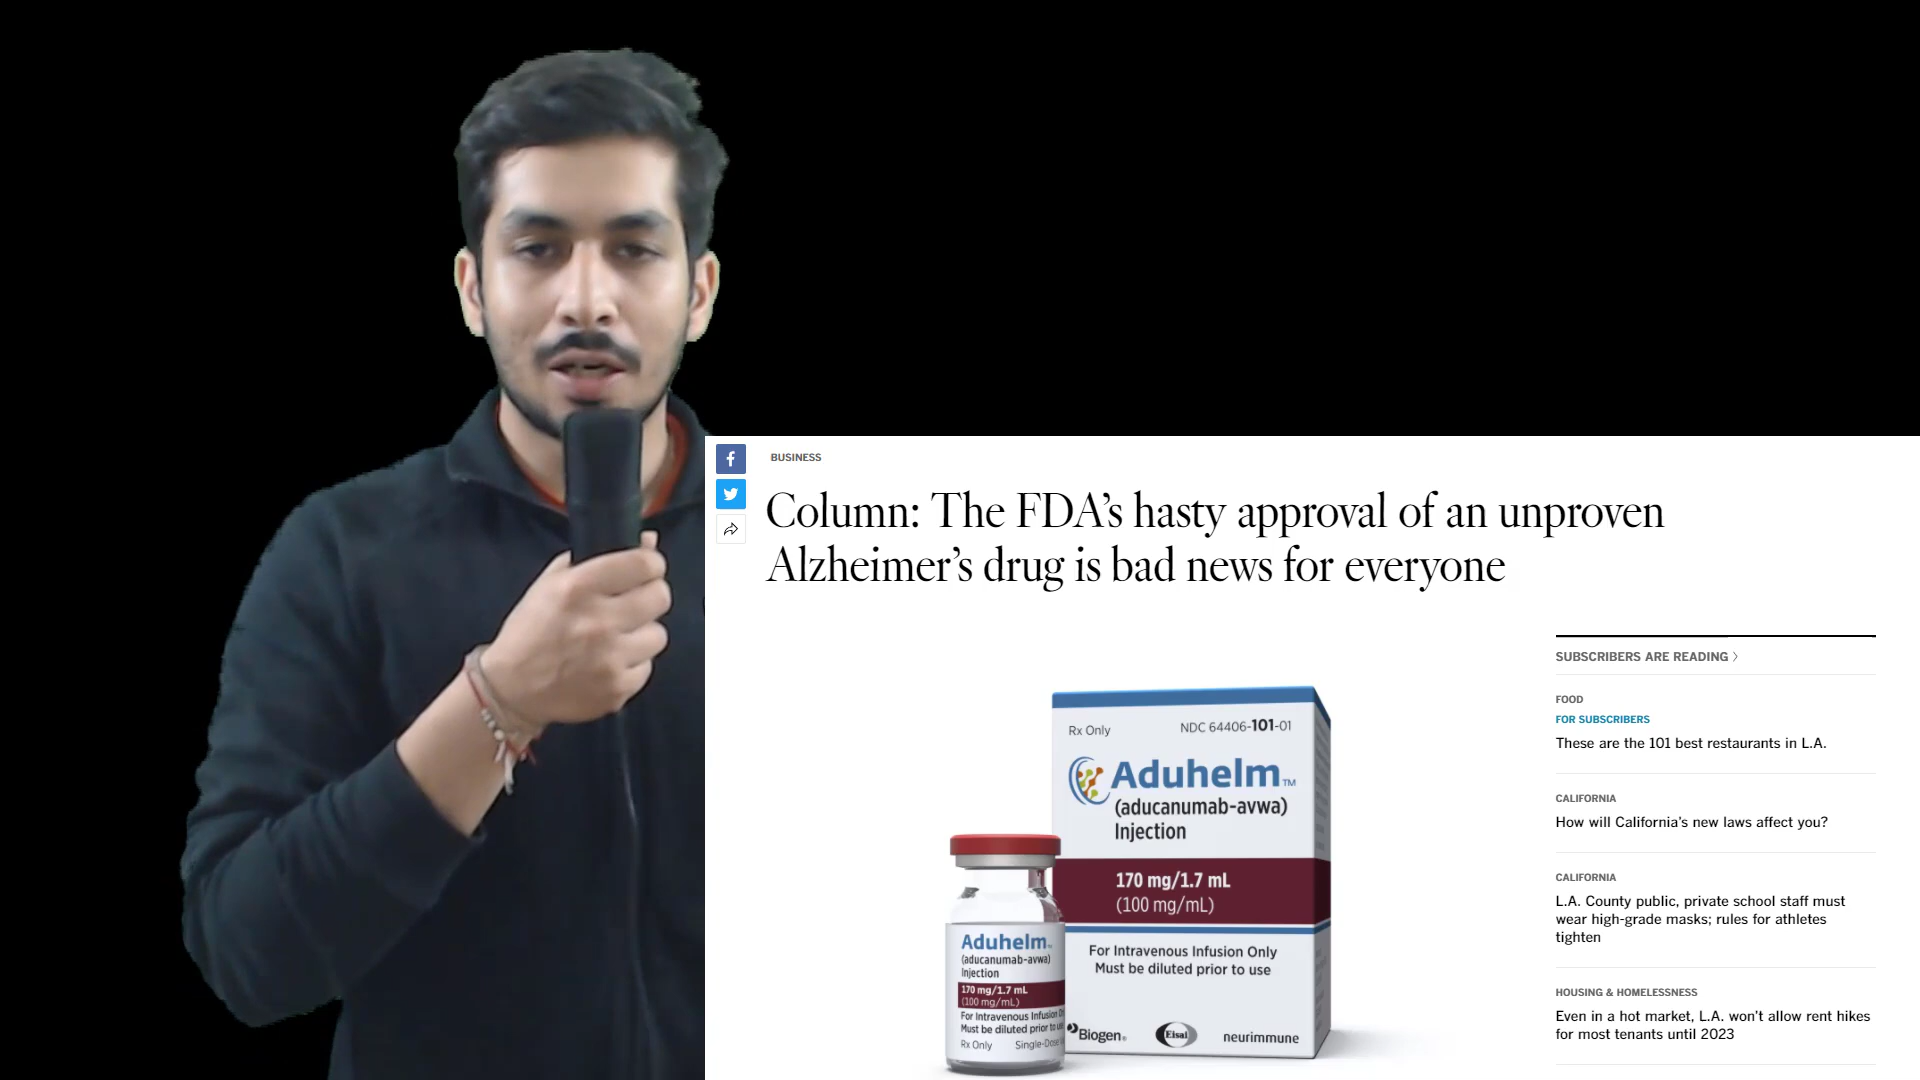 BUSINESS
Column: The FDA’s hasty approval of an unproven
Alzheimer’s drug is bad news for everyone
SUBSCRIBERS ARE READING
FOOD
FOR SUBSCRIBERS
These are the 101 best restaurants in L.A.
CALIFORNIA
How will California’s new laws affect you?
CALIFORNIA
L.A. County public, private school staff must
wear high-grade masks; rules for athletes
tighten
HOUSING & HOMELESSNESS
Even in a hot market, L.A. won’t allow rent hikes
for most tenants until 2023
Rx Only NDC 64406-101-01
Aduhelm™
(aducanumab-avwa)
Injection
170 mg/1.7 mL
(100 mg/mL)
For Intravenous Infusion Only
Must be diluted prior to use
Biogen® Eisai neurimmune
Aduhelm™
(aducanumab-avwa)
Injection
170 mg/1.7 mL
(100 mg/mL)
For Intravenous Infusion
Must be diluted prior to
Rx Only